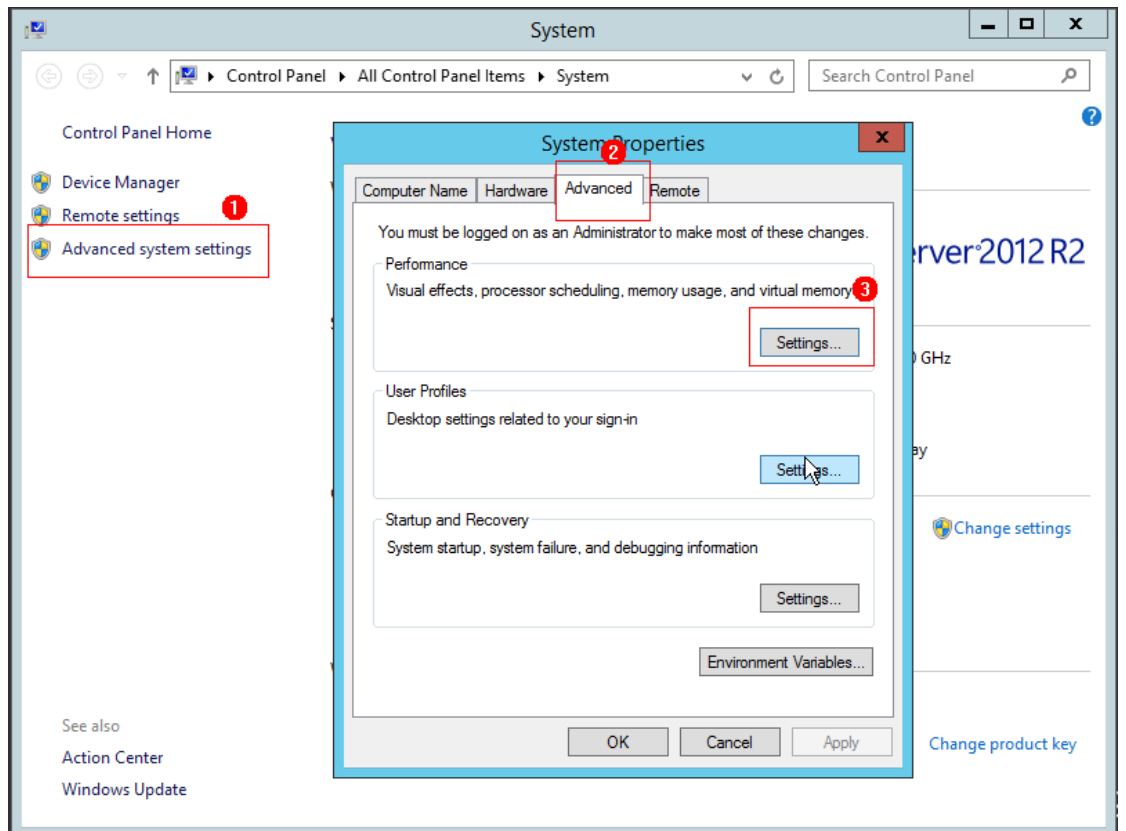 System
Control Panel ▸ All Control Panel Items ▸ System
Search Control Panel
Control Panel Home
Device Manager
Remote settings
1
Advanced system settings
System Properties
2
Computer Name
Hardware
Advanced
Remote
You must be logged on as an Administrator to make most of these changes.
Performance
Visual effects, processor scheduling, memory usage, and virtual memory
3
Settings...
User Profiles
Desktop settings related to your sign-in
Settings...
Startup and Recovery
System startup, system failure, and debugging information
Settings...
Environment Variables...
OK
Cancel
Apply
rver 2012 R2
GHz
ay
Change settings
Change product key
See also
Action Center
Windows Update